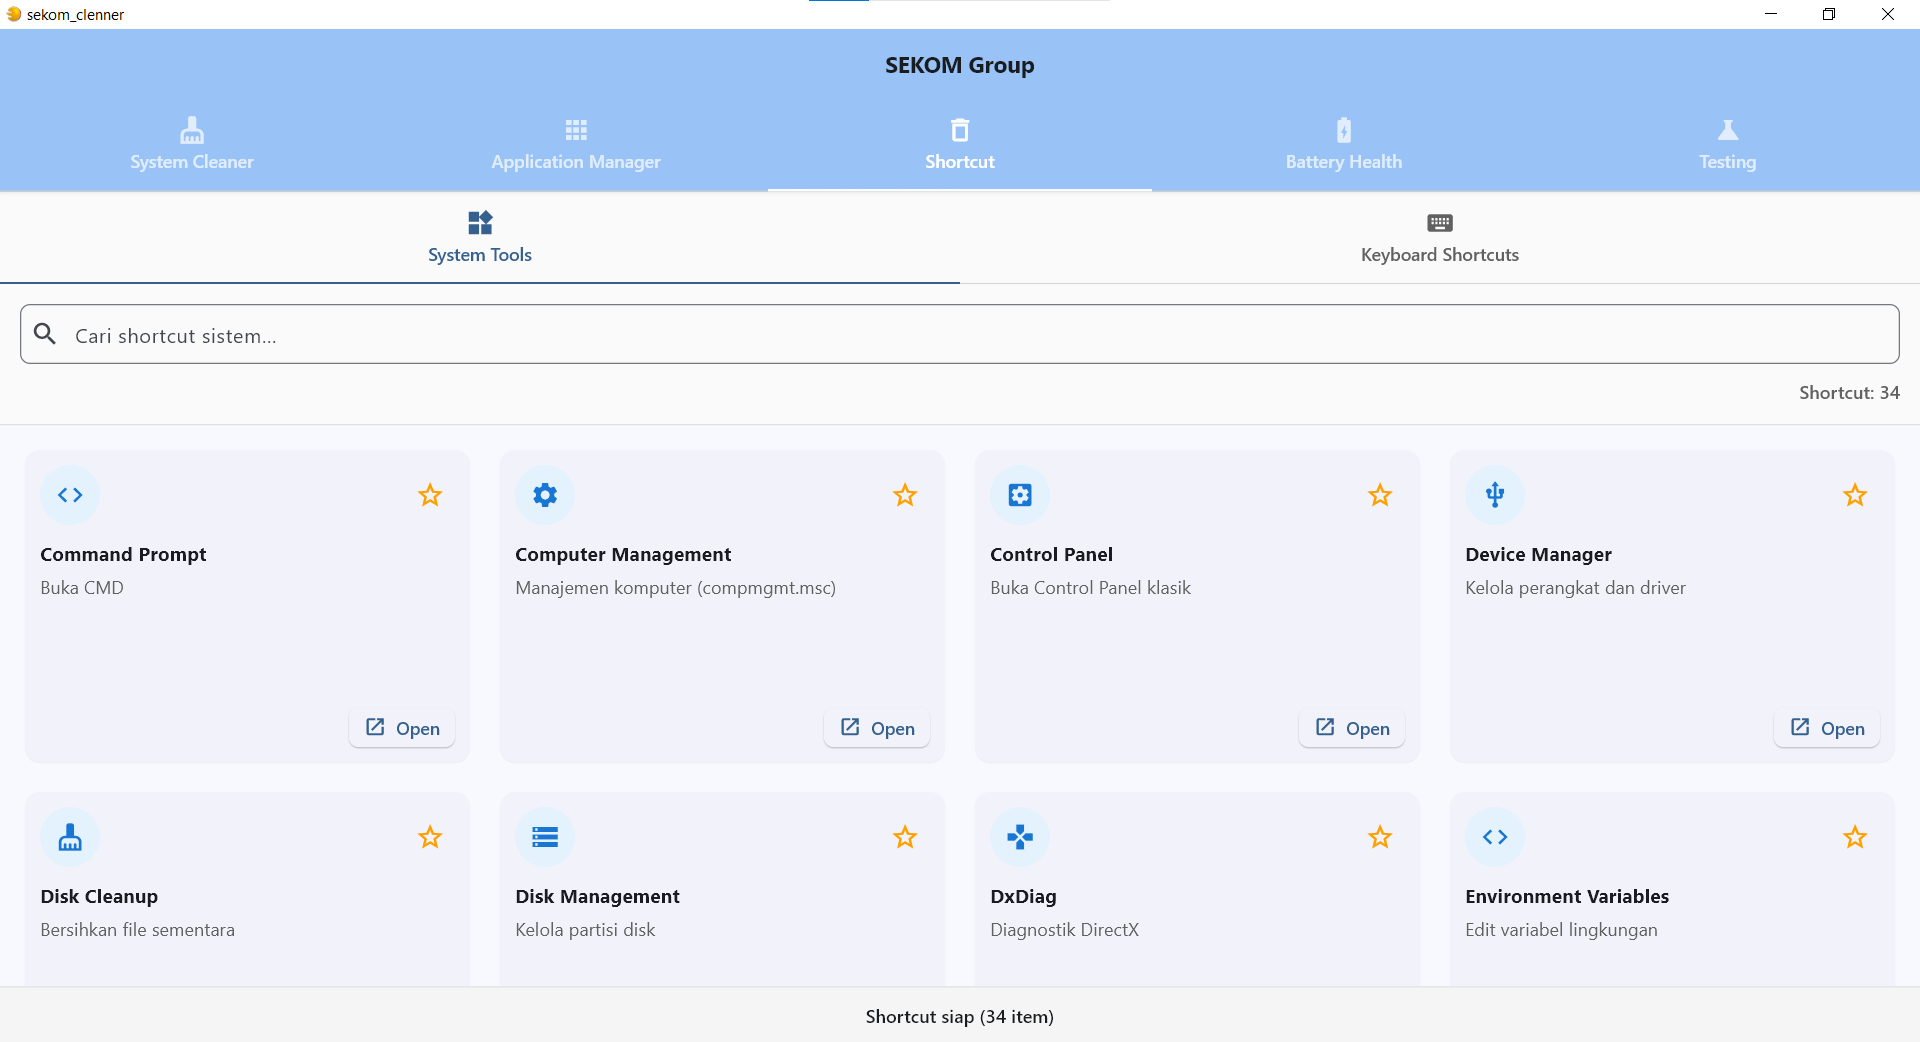 sekom_clenner
SEKOM Group
System Cleaner
Application Manager
Shortcut
Battery Health
Testing
System Tools
Keyboard Shortcuts
Cari shortcut sistem...
Shortcut: 34
Command Prompt
Buka CMD
Open
Computer Management
Manajemen komputer (compmgmt.msc)
Open
Control Panel
Buka Control Panel klasik
Open
Device Manager
Kelola perangkat dan driver
Open
Disk Cleanup
Bersihkan file sementara
Disk Management
Kelola partisi disk
DxDiag
Diagnostik DirectX
Environment Variables
Edit variabel lingkungan
Shortcut siap (34 item)